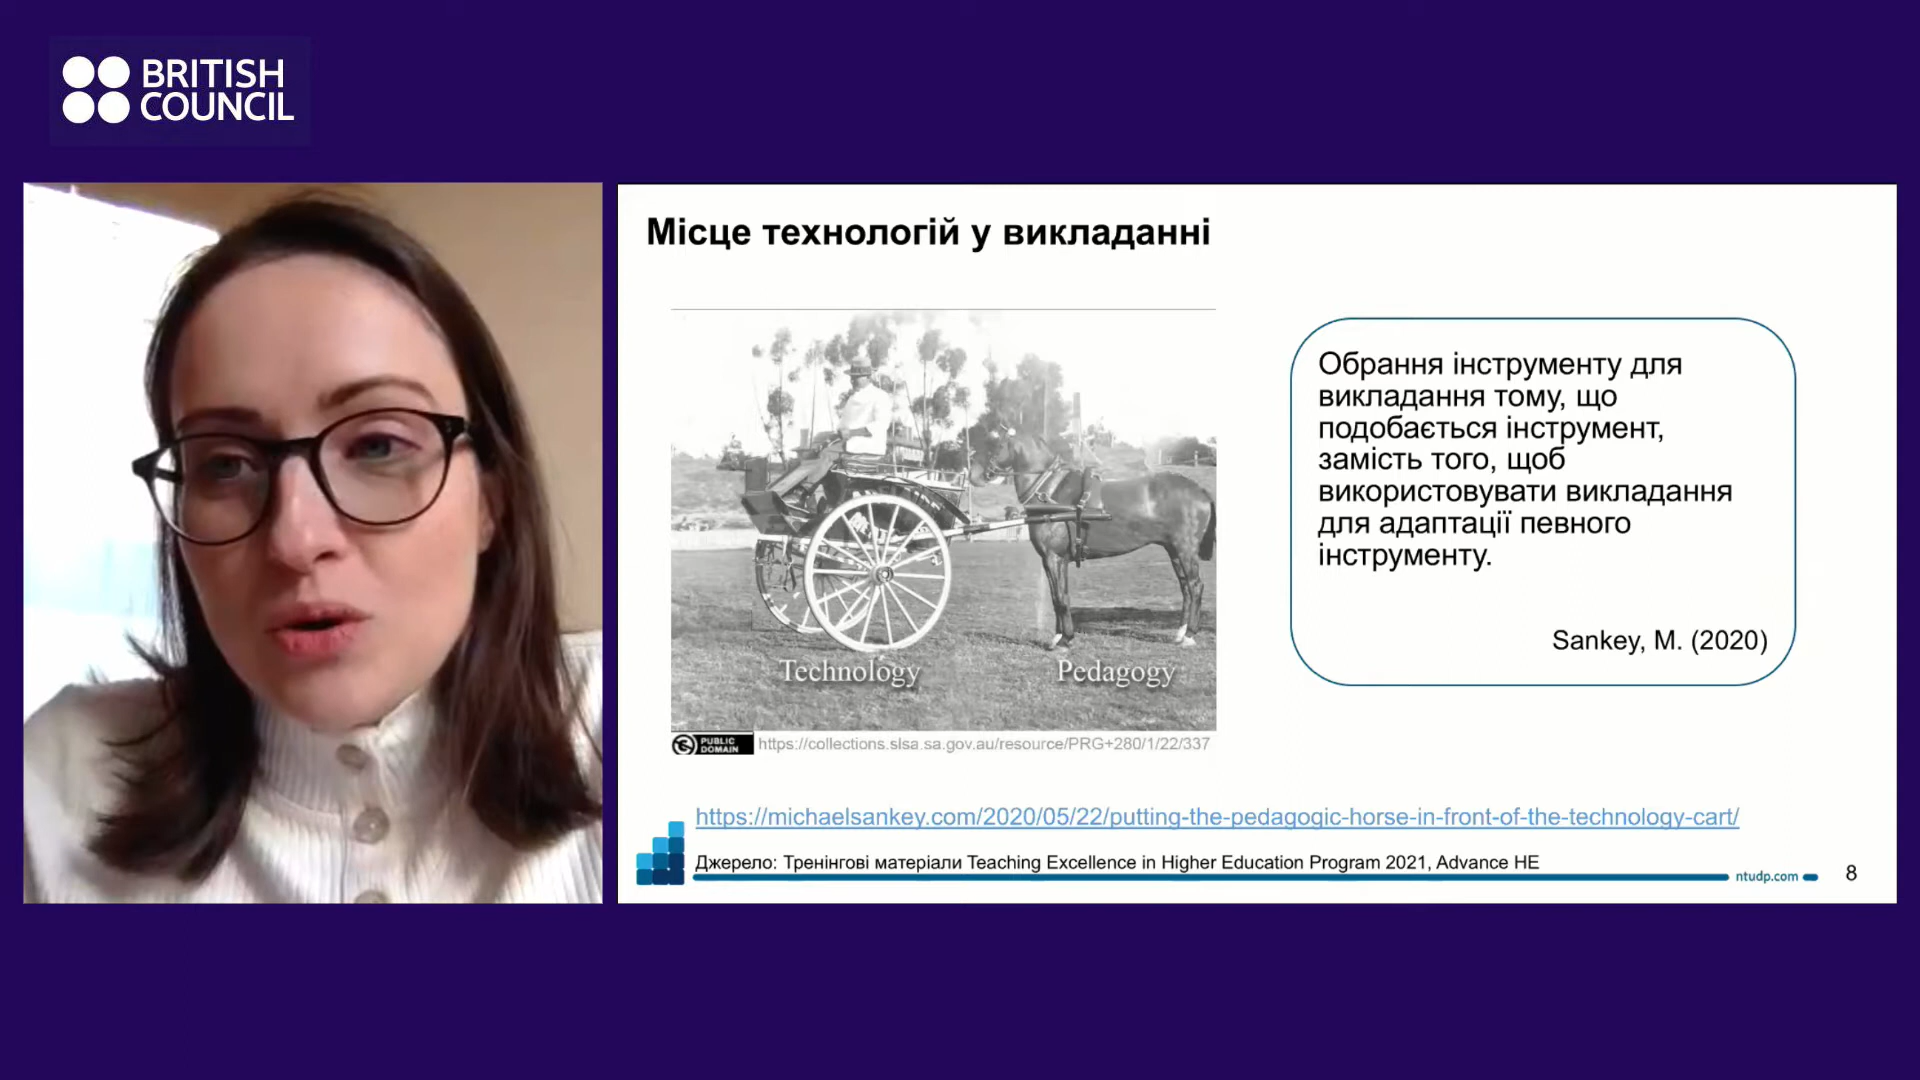 BRITISH
COUNCIL
Місце технологій у викладанні
Technology
Pedagogy
PUBLIC
DOMAIN
https://collections.slsa.sa.gov.au/resource/PRG+280/1/22/337
Обрання інструменту для
викладання тому, що
подобається інструмент,
замість того, щоб
використовувати викладання
для адаптації певного
інструменту.
Sankey, M. (2020)
https://michaelsankey.com/2020/05/22/putting-the-pedagogic-horse-in-front-of-the-technology-cart/
Джерело: Тренінгові матеріали Teaching Excellence in Higher Education Program 2021, Advance HE
ntudp.com
8